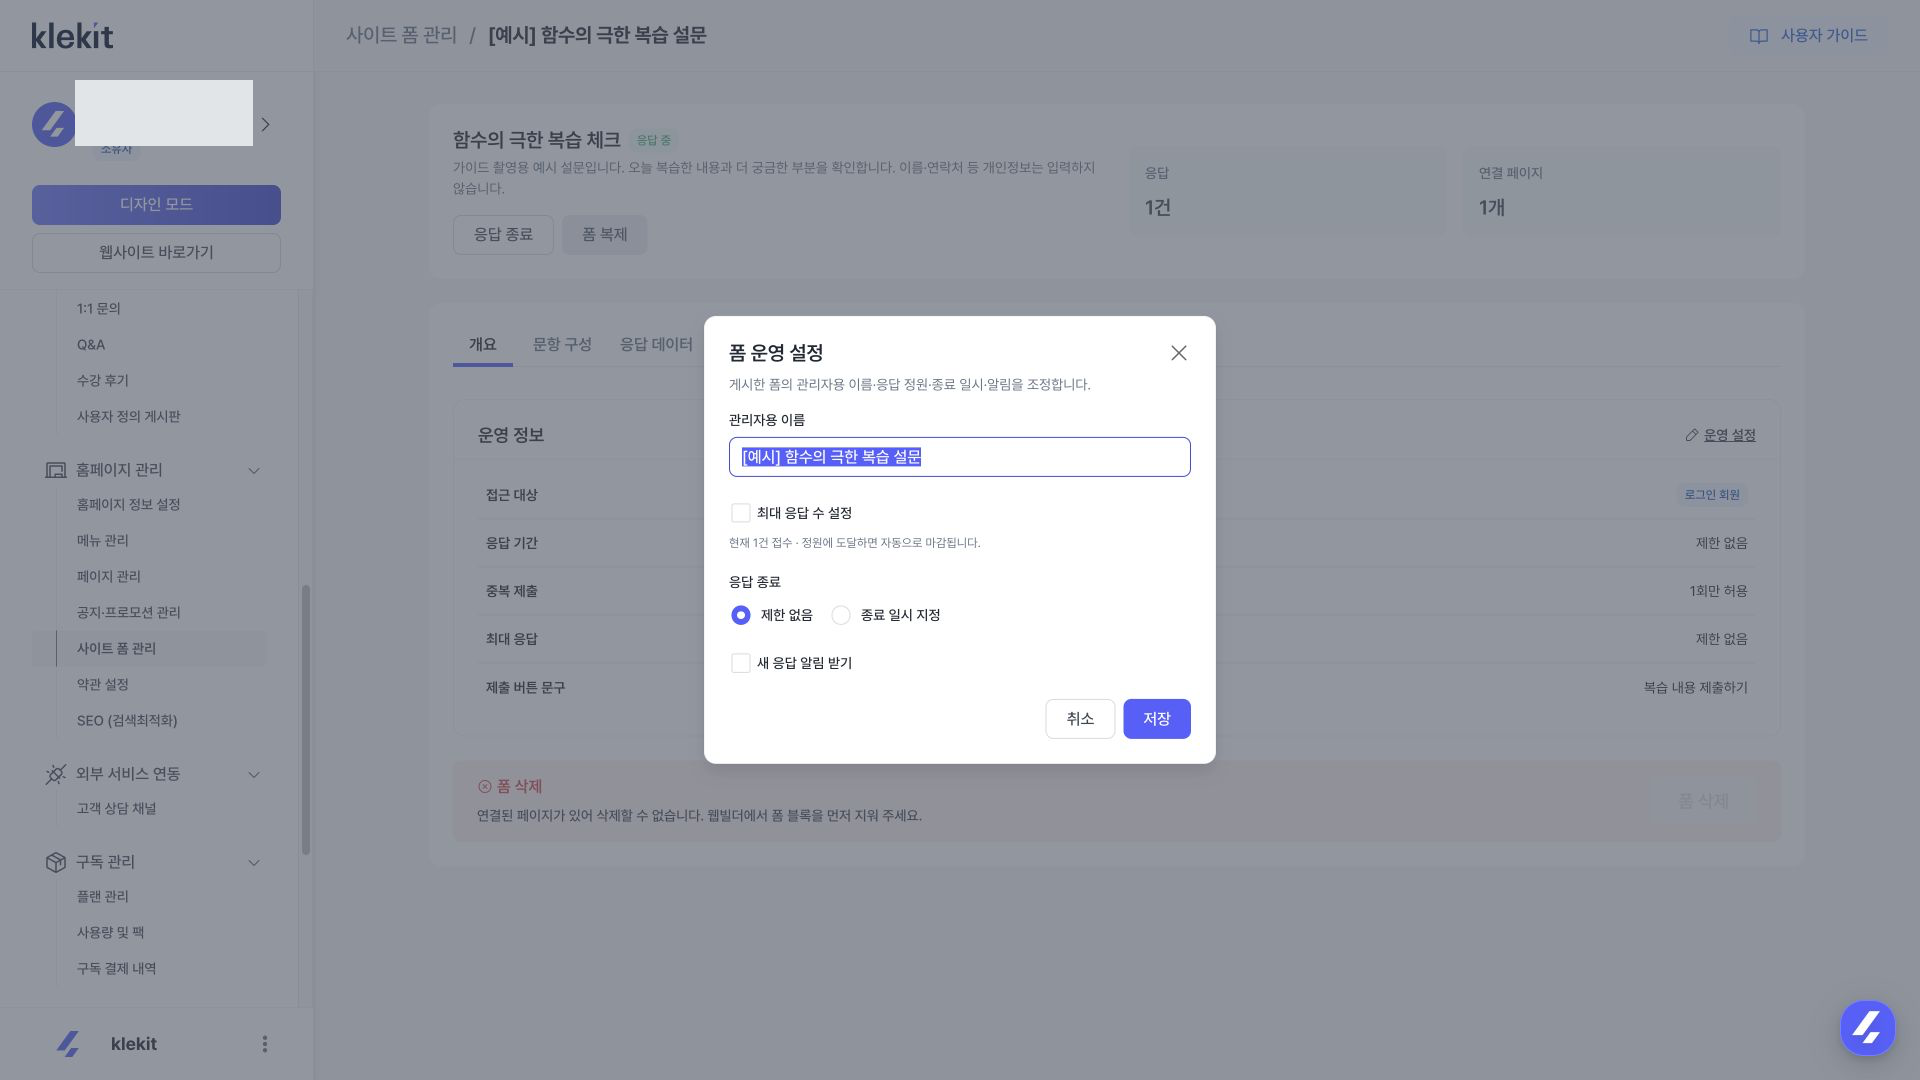 klekit
사이트 폼 관리 / [예시] 함수의 극한 복습 설문
사용자 가이드
소유자
디자인 모드
웹사이트 바로가기
1:1 문의
Q&A
수강 후기
사용자 정의 게시판
홈페이지 관리
홈페이지 정보 설정
메뉴 관리
페이지 관리
공지·프로모션 관리
사이트 폼 관리
약관 설정
SEO (검색최적화)
외부 서비스 연동
고객 상담 채널
구독 관리
플랜 관리
사용량 및 팩
구독 결제 내역
klekit
함수의 극한 복습 체크 응답 중
가이드 촬영용 예시 설문입니다. 오늘 복습한 내용과 더 궁금한 부분을 확인합니다. 이름·연락처 등 개인정보는 입력하지
않습니다.
응답 종료 폼 복제
응답
1건
연결 페이지
1개
개요 문항 구성 응답 데이터
운영 정보 운영 설정
접근 대상 로그인 회원
응답 기간 제한 없음
중복 제출 1회만 허용
최대 응답 제한 없음
제출 버튼 문구 복습 내용 제출하기
폼 삭제
연결된 페이지가 있어 삭제할 수 없습니다. 웹빌더에서 폼 블록을 먼저 지워 주세요.
폼 삭제
폼 운영 설정
게시한 폼의 관리자용 이름·응답 정원·종료 일시·알림을 조정합니다.
관리자용 이름
[예시] 함수의 극한 복습 설문
최대 응답 수 설정
현재 1건 접수 · 정원에 도달하면 자동으로 마감됩니다.
응답 종료
제한 없음 종료 일시 지정
새 응답 알림 받기
취소 저장